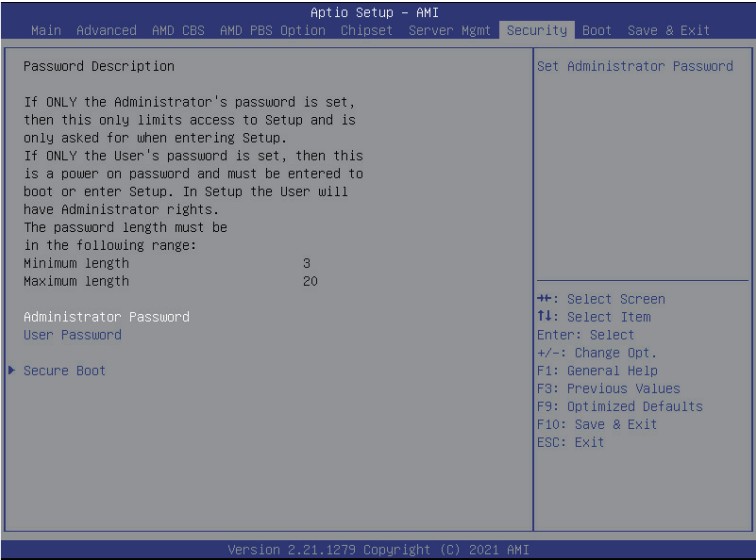 Aptio Setup – AMI
Main Advanced AMD CBS AMD PBS Option Chipset Server Mgmt Security Boot Save & Exit
Password Description
If ONLY the Administrator's password is set,
then this only limits access to Setup and is
only asked for when entering Setup.
If ONLY the User's password is set, then this
is a power on password and must be entered to
boot or enter Setup. In Setup the User will
have Administrator rights.
The password length must be
in the following range:
Minimum length 3
Maximum length 20
Administrator Password
User Password
Secure Boot
Set Administrator Password
→←: Select Screen
↑↓: Select Item
Enter: Select
+/-: Change Opt.
F1: General Help
F3: Previous Values
F9: Optimized Defaults
F10: Save & Exit
ESC: Exit
Version 2.21.1279 Copyright (C) 2021 AMI